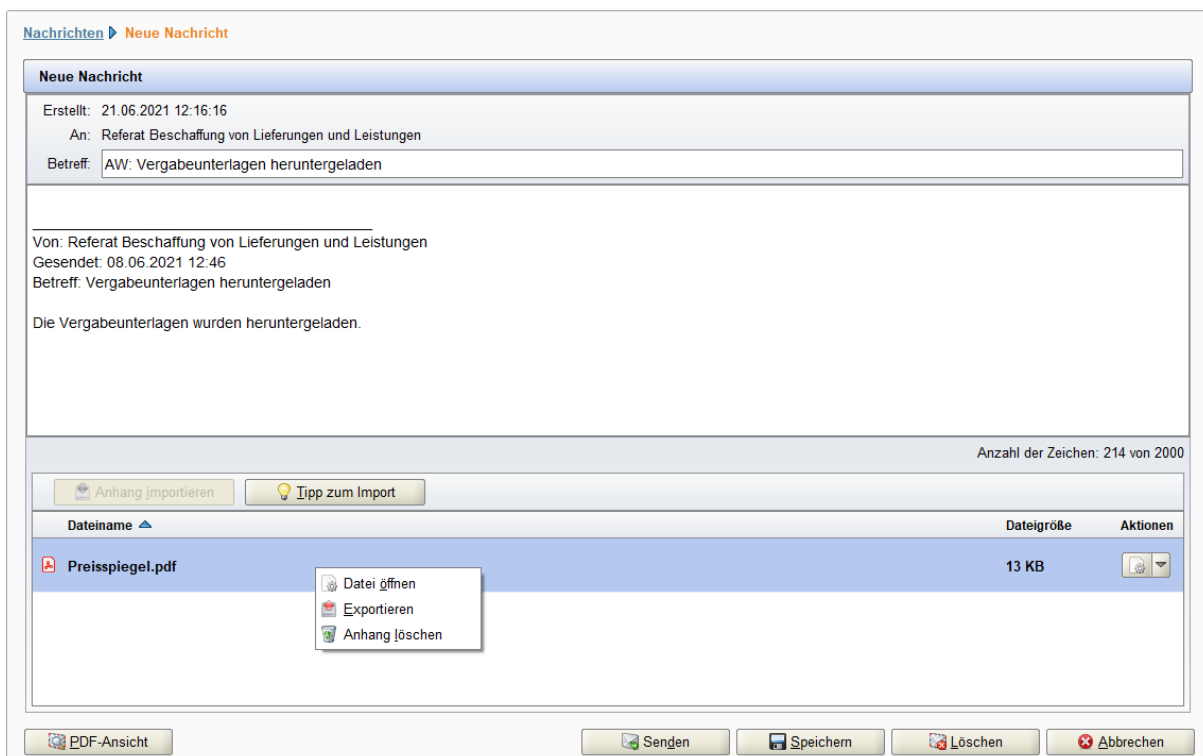 Nachrichten Neue Nachricht
Neue Nachricht
Erstellt: 21.06.2021 12:16:16
An: Referat Beschaffung von Lieferungen und Leistungen
Betreff: AW: Vergabeunterlagen heruntergeladen
Von: Referat Beschaffung von Lieferungen und Leistungen
Gesendet: 08.06.2021 12:46
Betreff: Vergabeunterlagen heruntergeladen
Die Vergabeunterlagen wurden heruntergeladen.
Anzahl der Zeichen: 214 von 2000
Anhang importieren Tipp zum Import
Dateiname Dateigröße Aktionen
Preisspiegel.pdf 13 KB
Datei öffnen
Exportieren
Anhang löschen
PDF-Ansicht Senden Speichern Löschen Abbrechen